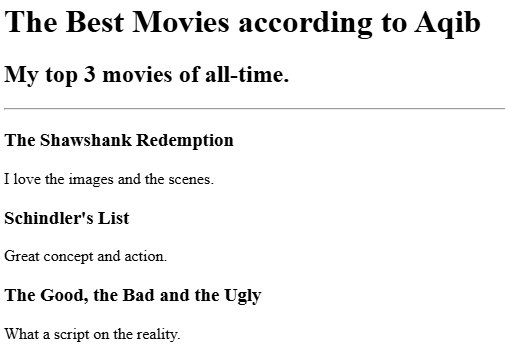 The Best Movies according to Aqib
My top 3 movies of all-time.
The Shawshank Redemption
I love the images and the scenes.
Schindler's List
Great concept and action.
The Good, the Bad and the Ugly
What a script on the reality.